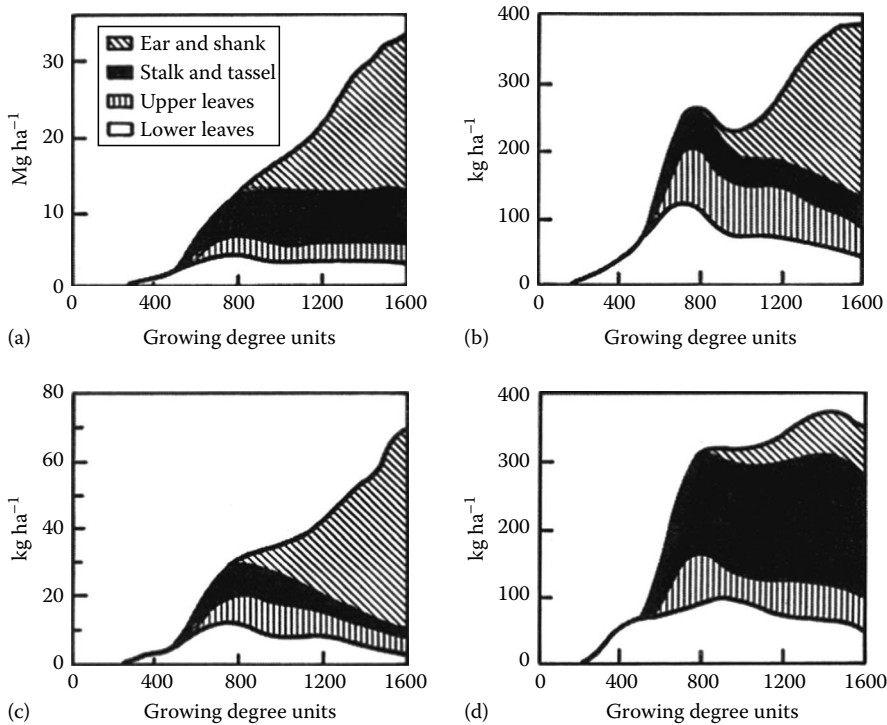 30
20
10
0
Mg ha⁻¹
Ear and shank
Stalk and tassel
Upper leaves
Lower leaves
0 400 800 1200 1600
(a) Growing degree units
400
300
200
100
0
kg ha⁻¹
0 400 800 1200 1600
(b) Growing degree units
80
60
40
20
0
kg ha⁻¹
0 400 800 1200 1600
(c) Growing degree units
400
300
200
100
0
kg ha⁻¹
0 400 800 1200 1600
(d) Growing degree units